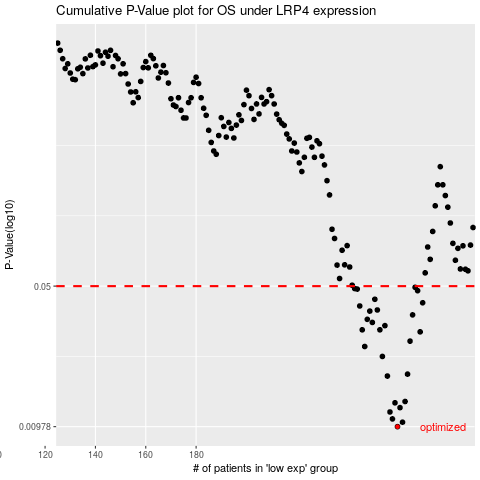 Cumulative P-Value plot for OS under LRP4 expression
P-Value(log10)
0.05
0.00978
optimized
0 120 140 160 180
# of patients in 'low exp' group